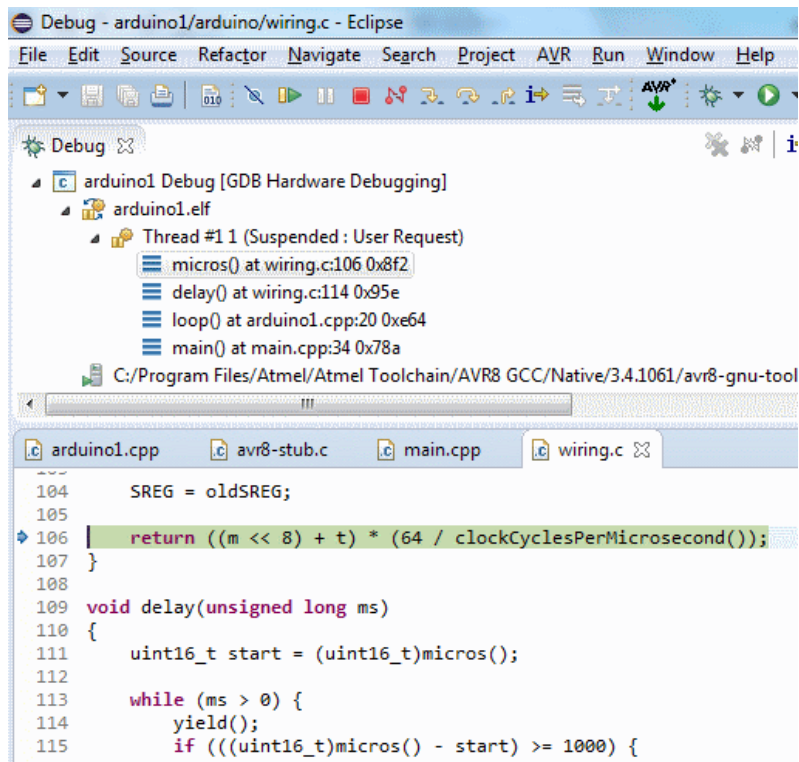 Debug - arduino1/arduino/wiring.c - Eclipse
File Edit Source Refactor Navigate Search Project AVR Run Window Help
010 i AVR*
Debug i
c arduino1 Debug [GDB Hardware Debugging]
arduino1.elf
Thread #1 1 (Suspended : User Request)
micros() at wiring.c:106 0x8f2
delay() at wiring.c:114 0x95e
loop() at arduino1.cpp:20 0xe64
main() at main.cpp:34 0x78a
C:/Program Files/Atmel/Atmel Toolchain/AVR8 GCC/Native/3.4.1061/avr8-gnu-tool
.c arduino1.cpp .c avr8-stub.c .c main.cpp .c wiring.c
104 SREG = oldSREG;
105
106 return ((m << 8) + t) * (64 / clockCyclesPerMicrosecond());
107 }
108
109 void delay(unsigned long ms)
110 {
111 uint16_t start = (uint16_t)micros();
112
113 while (ms > 0) {
114 yield();
115 if (((uint16_t)micros() - start) >= 1000) {